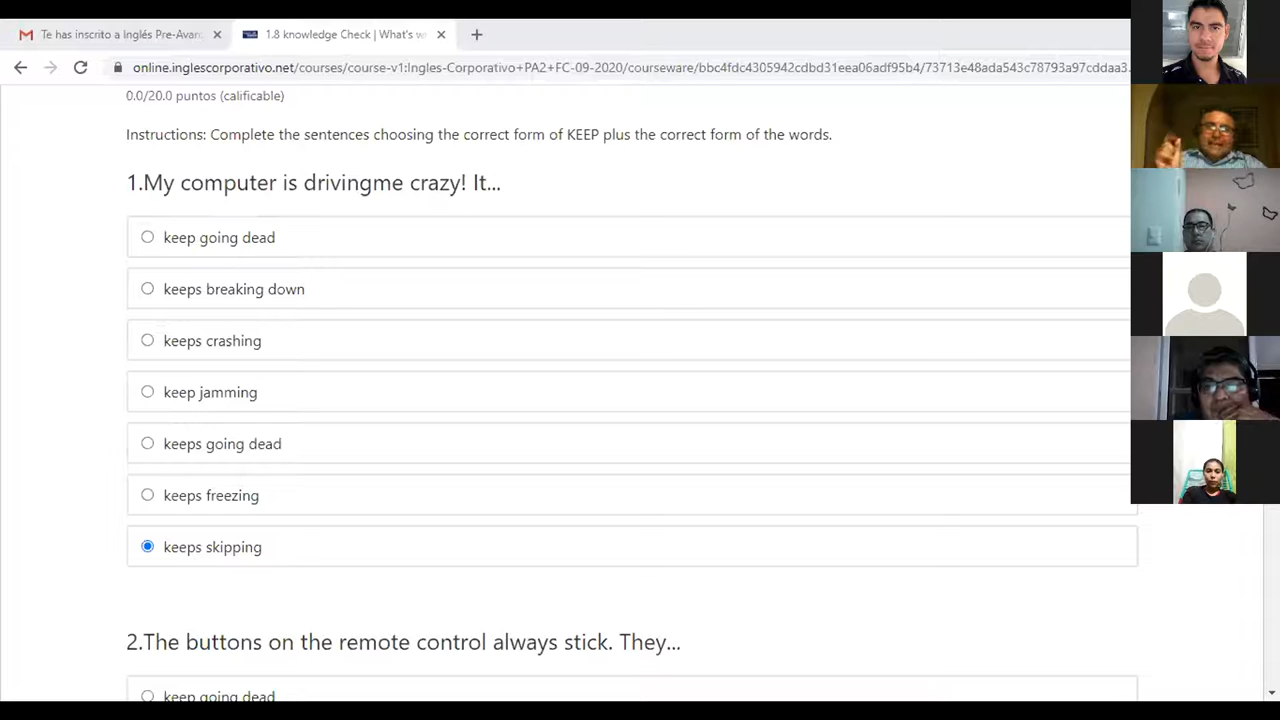 Te has inscrito a Inglés Pre-Avan
1.8 knowledge Check | What's w
online.inglescorporativo.net/courses/course-v1:Ingles-Corporativo+PA2+FC-09-2020/courseware/bbc4fdc4305942cdbd31eea06adf95b4/73713e48ada543c78793a97cddaa3...
0.0/20.0 puntos (calificable)
Instructions: Complete the sentences choosing the correct form of KEEP plus the correct form of the words.
1.My computer is drivingme crazy! It...
keep going dead
keeps breaking down
keeps crashing
keep jamming
keeps going dead
keeps freezing
keeps skipping
2.The buttons on the remote control always stick. They...
keep going dead